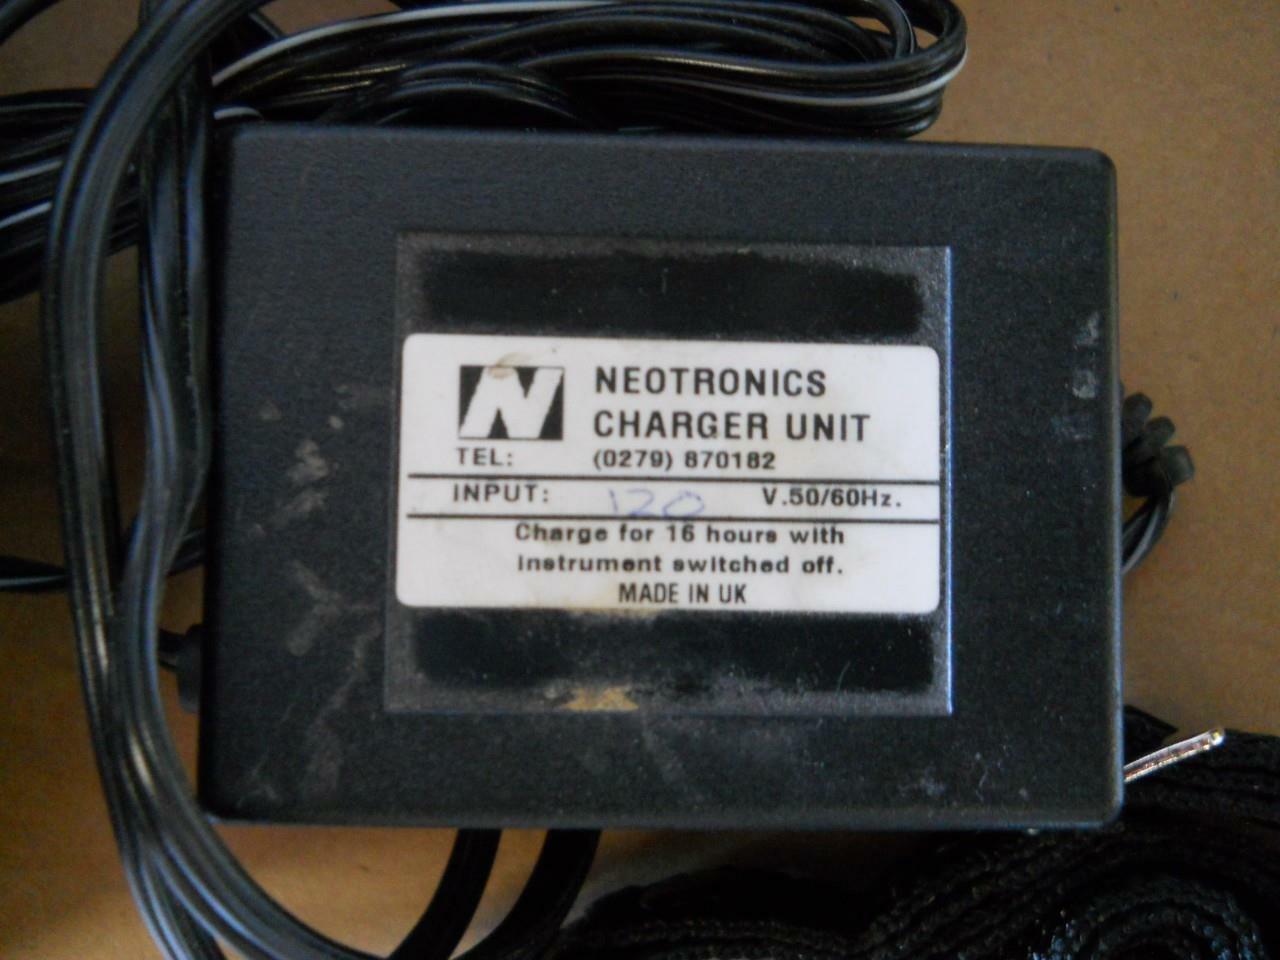 N NEOTRONICS
CHARGER UNIT
TEL: (0279) 870182
INPUT: 120 V.50/60Hz.
Charge for 16 hours with
instrument switched off.
MADE IN UK